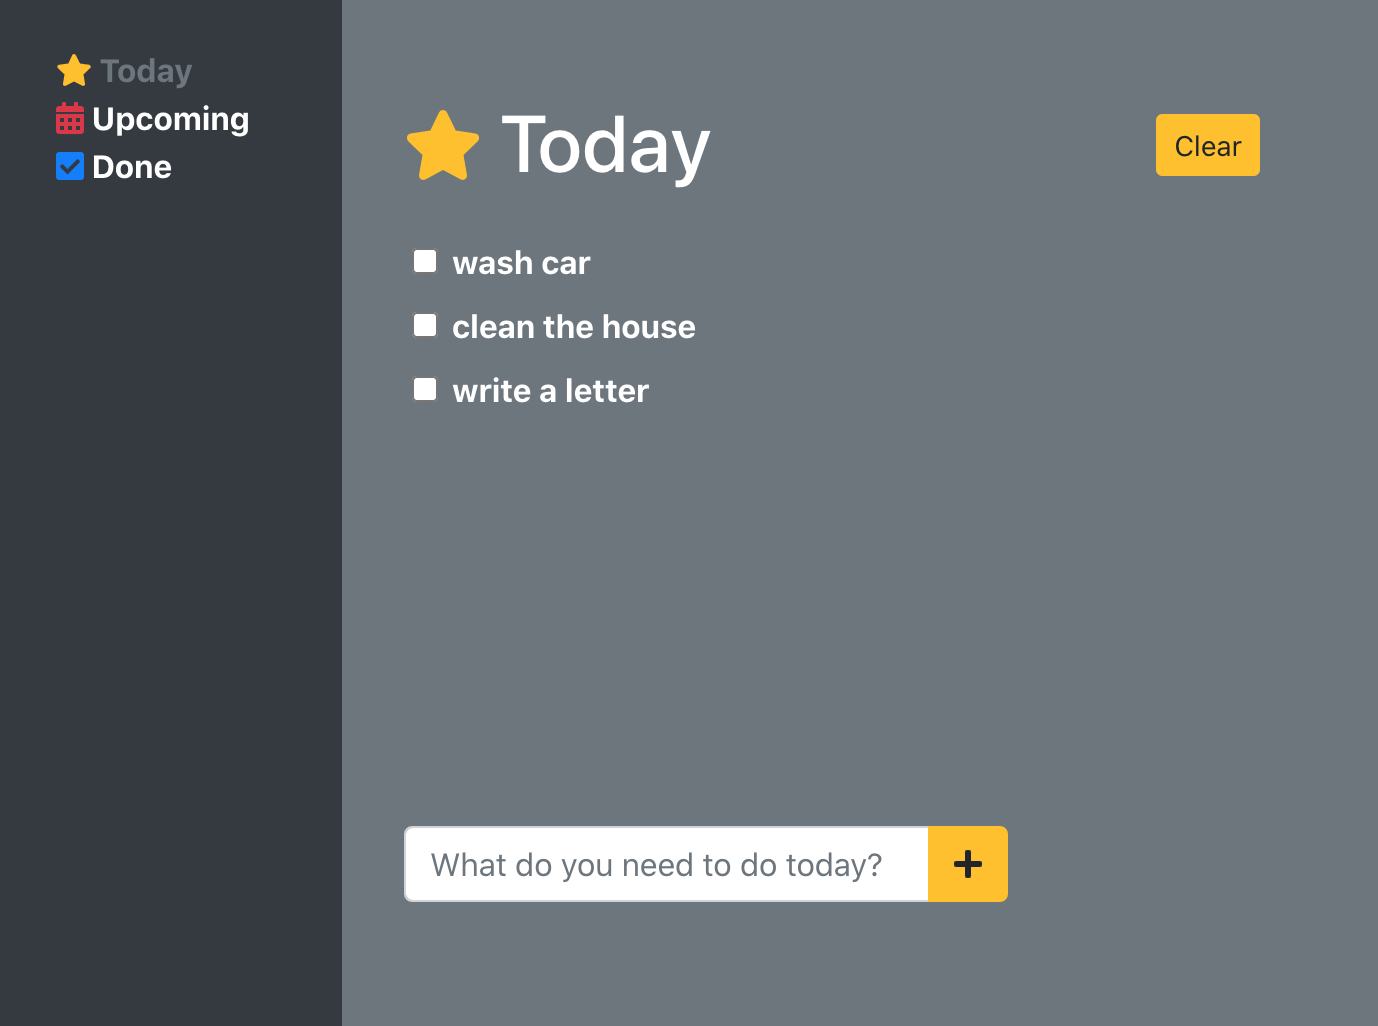 Today
Upcoming
Done
Today
Clear
wash car
clean the house
write a letter
What do you need to do today?